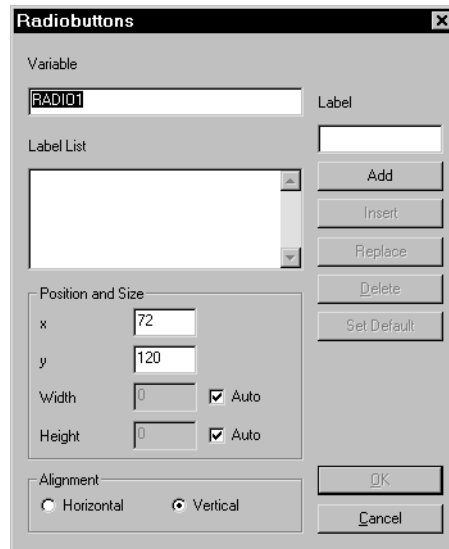 Radiobuttons
Variable
RADIO1
Label
Label List
Add
Insert
Replace
Delete
Set Default
Position and Size
x 72
y 120
Width 0 Auto
Height 0 Auto
Alignment
Horizontal Vertical
OK
Cancel